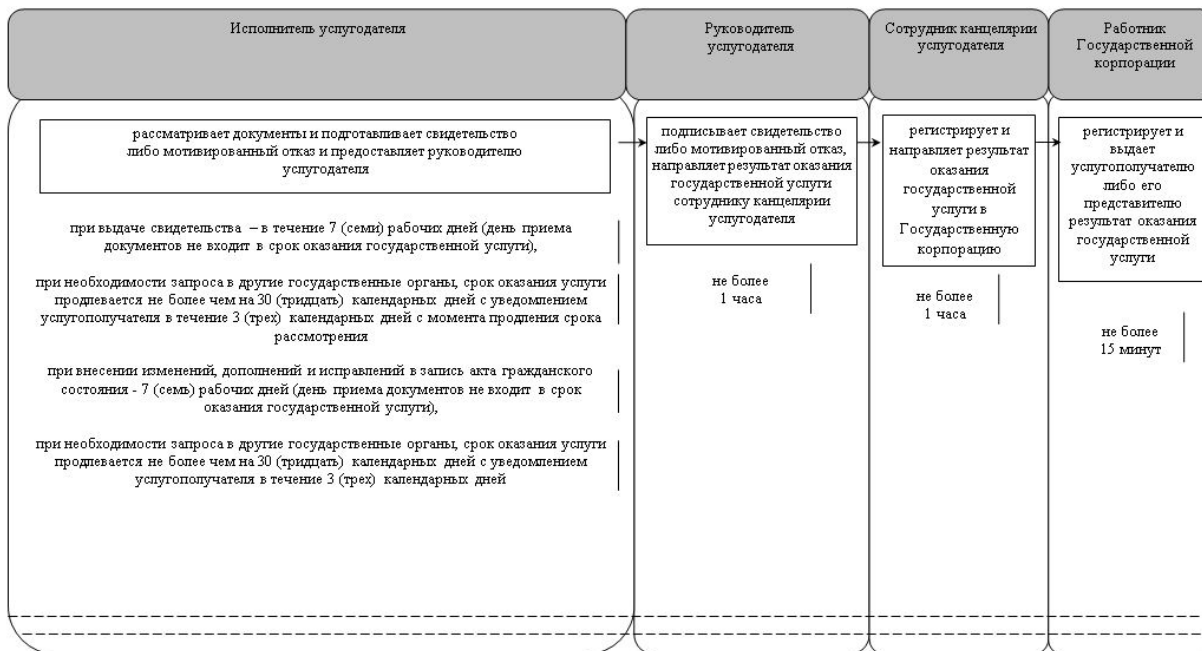 Исполнитель услугодателя
Руководитель
услугодателя
Сотрудник канцелярии
услугодателя
Работник
Государственной
корпорации
рассматривает документы и подготавливает свидетельство
либо мотивированный отказ и предоставляет руководителю
услугодателя
при выдаче свидетельства – в течение 7 (семи) рабочих дней (день приема
документов не входит в срок оказания государственной услуги),
при необходимости запроса в другие государственные органы, срок оказания услуги
продлевается не более чем на 30 (тридцать) календарных дней с уведомлением
услугополучателя в течение 3 (трех) календарных дней с момента продления срока
рассмотрения
при внесении изменений, дополнений и исправлений в запись акта гражданского
состояния - 7 (семь) рабочих дней (день приема документов не входит в срок
оказания государственной услуги),
при необходимости запроса в другие государственные органы, срок оказания услуги
продлевается не более чем на 30 (тридцать) календарных дней с уведомлением
услугополучателя в течение 3 (трех) календарных дней
подписывает свидетельство
либо мотивированный отказ,
направляет результат оказания
государственной услуги
сотруднику канцелярии
услугодателя
не более
1 часа
регистрирует и
направляет результат
оказания
государственной
услуги в
Государственную
корпорацию
не более
1 часа
регистрирует и
выдает
услугополучателю
либо его
представителю
результат оказания
государственной
услуги
не более
15 минут